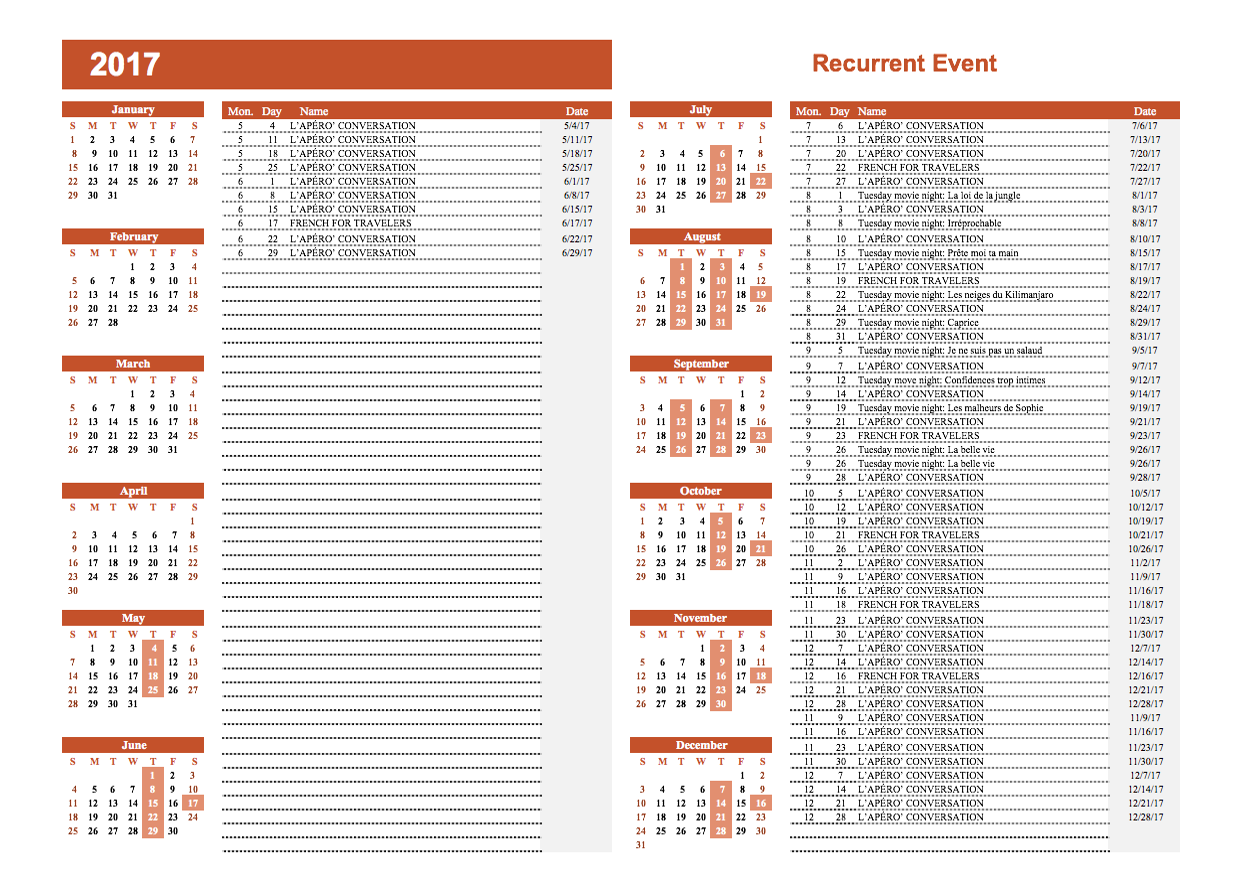 2017
Recurrent Event
January
S M T W T F S
1 2 3 4 5 6 7
8 9 10 11 12 13 14
15 16 17 18 19 20 21
22 23 24 25 26 27 28
29 30 31
February
S M T W T F S
1 2 3 4
5 6 7 8 9 10 11
12 13 14 15 16 17 18
19 20 21 22 23 24 25
26 27 28
March
S M T W T F S
1 2 3 4
5 6 7 8 9 10 11
12 13 14 15 16 17 18
19 20 21 22 23 24 25
26 27 28 29 30 31
April
S M T W T F S
1
2 3 4 5 6 7 8
9 10 11 12 13 14 15
16 17 18 19 20 21 22
23 24 25 26 27 28 29
30
May
S M T W T F S
1 2 3 4 5 6
7 8 9 10 11 12 13
14 15 16 17 18 19 20
21 22 23 24 25 26 27
28 29 30 31
June
S M T W T F S
1 2 3
4 5 6 7 8 9 10
11 12 13 14 15 16 17
18 19 20 21 22 23 24
25 26 27 28 29 30
Mon. Day Name Date
5 4 L'APÉRO' CONVERSATION 5/4/17
5 11 L'APÉRO' CONVERSATION 5/11/17
5 18 L'APÉRO' CONVERSATION 5/18/17
5 25 L'APÉRO' CONVERSATION 5/25/17
6 1 L'APÉRO' CONVERSATION 6/1/17
6 8 L'APÉRO' CONVERSATION 6/8/17
6 15 L'APÉRO' CONVERSATION 6/15/17
6 17 FRENCH FOR TRAVELERS 6/17/17
6 22 L'APÉRO' CONVERSATION 6/22/17
6 29 L'APÉRO' CONVERSATION 6/29/17
July
S M T W T F S
1
2 3 4 5 6 7 8
9 10 11 12 13 14 15
16 17 18 19 20 21 22
23 24 25 26 27 28 29
30 31
August
S M T W T F S
1 2 3 4 5
6 7 8 9 10 11 12
13 14 15 16 17 18 19
20 21 22 23 24 25 26
27 28 29 30 31
September
S M T W T F S
1 2
3 4 5 6 7 8 9
10 11 12 13 14 15 16
17 18 19 20 21 22 23
24 25 26 27 28 29 30
October
S M T W T F S
1 2 3 4 5 6 7
8 9 10 11 12 13 14
15 16 17 18 19 20 21
22 23 24 25 26 27 28
29 30 31
November
S M T W T F S
1 2 3 4
5 6 7 8 9 10 11
12 13 14 15 16 17 18
19 20 21 22 23 24 25
26 27 28 29 30
December
S M T W T F S
1 2
3 4 5 6 7 8 9
10 11 12 13 14 15 16
17 18 19 20 21 22 23
24 25 26 27 28 29 30
31
Mon. Day Name Date
7 6 L'APÉRO' CONVERSATION 7/6/17
7 13 L'APÉRO' CONVERSATION 7/13/17
7 20 L'APÉRO' CONVERSATION 7/20/17
7 22 FRENCH FOR TRAVELERS 7/22/17
7 27 L'APÉRO' CONVERSATION 7/27/17
8 1 Tuesday movie night: La loi de la jungle 8/1/17
8 3 L'APÉRO' CONVERSATION 8/3/17
8 8 Tuesday movie night: Irréprochable 8/8/17
8 10 L'APÉRO' CONVERSATION 8/10/17
8 15 Tuesday movie night: Prête moi ta main 8/15/17
8 17 L'APÉRO' CONVERSATION 8/17/17
8 19 FRENCH FOR TRAVELERS 8/19/17
8 22 Tuesday movie night: Les neiges du Kilimanjaro 8/22/17
8 24 L'APÉRO' CONVERSATION 8/24/17
8 29 Tuesday movie night: Caprice 8/29/17
8 31 L'APÉRO' CONVERSATION 8/31/17
9 5 Tuesday movie night: Je ne suis pas un salaud 9/5/17
9 7 L'APÉRO' CONVERSATION 9/7/17
9 12 Tuesday move night: Confidences trop intimes 9/12/17
9 14 L'APÉRO' CONVERSATION 9/14/17
9 19 Tuesday movie night: Les malheurs de Sophie 9/19/17
9 21 L'APÉRO' CONVERSATION 9/21/17
9 23 FRENCH FOR TRAVELERS 9/23/17
9 26 Tuesday movie night: La belle vie 9/26/17
9 26 Tuesday movie night: La belle vie 9/26/17
9 28 L'APÉRO' CONVERSATION 9/28/17
10 5 L'APÉRO' CONVERSATION 10/5/17
10 12 L'APÉRO' CONVERSATION 10/12/17
10 19 L'APÉRO' CONVERSATION 10/19/17
10 21 FRENCH FOR TRAVELERS 10/21/17
10 26 L'APÉRO' CONVERSATION 10/26/17
11 2 L'APÉRO' CONVERSATION 11/2/17
11 9 L'APÉRO' CONVERSATION 11/9/17
11 16 L'APÉRO' CONVERSATION 11/16/17
11 18 FRENCH FOR TRAVELERS 11/18/17
11 23 L'APÉRO' CONVERSATION 11/23/17
11 30 L'APÉRO' CONVERSATION 11/30/17
12 7 L'APÉRO' CONVERSATION 12/7/17
12 14 L'APÉRO' CONVERSATION 12/14/17
12 16 FRENCH FOR TRAVELERS 12/16/17
12 21 L'APÉRO' CONVERSATION 12/21/17
12 28 L'APÉRO' CONVERSATION 12/28/17
11 9 L'APÉRO' CONVERSATION 11/9/17
11 16 L'APÉRO' CONVERSATION 11/16/17
11 23 L'APÉRO' CONVERSATION 11/23/17
11 30 L'APÉRO' CONVERSATION 11/30/17
12 7 L'APÉRO' CONVERSATION 12/7/17
12 14 L'APÉRO' CONVERSATION 12/14/17
12 21 L'APÉRO' CONVERSATION 12/21/17
12 28 L'APÉRO' CONVERSATION 12/28/17